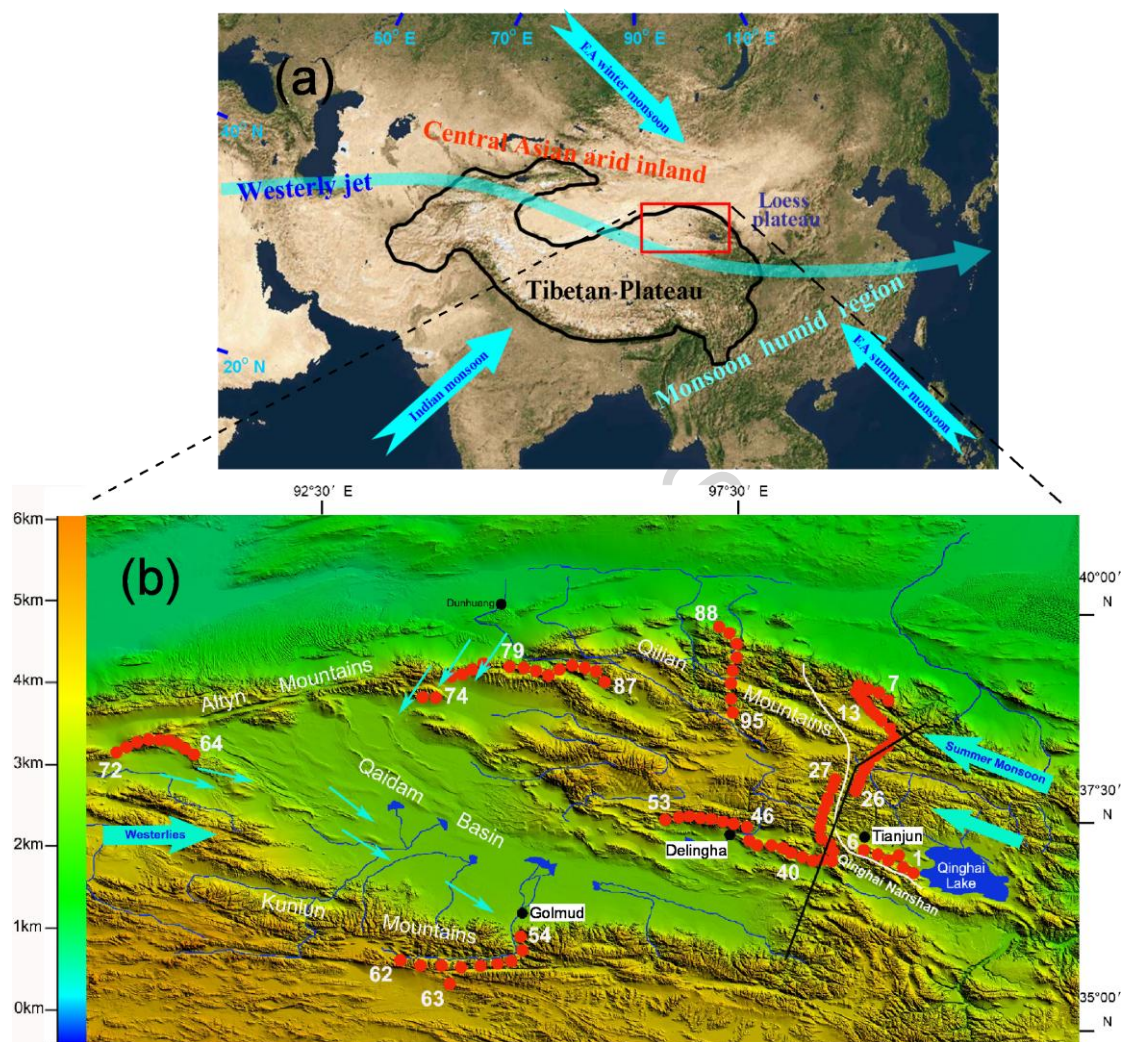 50° E
70° E
90° E
110° E
(a)
EA winter monsoon
40° N
Central Asian arid inland
Westerly jet
Loess
plateau
Tibetan-Plateau
Monsoon humid region
20° N
Indian monsoon
EA summer monsoon
92°30′ E
97°30′ E
6km
5km
4km
3km
2km
1km
0km
(b)
40°00′
N
Dunhuang
88
79
Qilian
7
Altyn Mountains
74
87
Mountains
13
95
64
72
Summer Monsoon
27
Qaidam
26
37°30′
N
53
46
Westerlies
Basin
6
Tianjun
1
Delingha
40
Qinghai
Lake
Qinghai Nanshan
Kunlun
Golmud
Mountains
54
62
63
35°00′
N